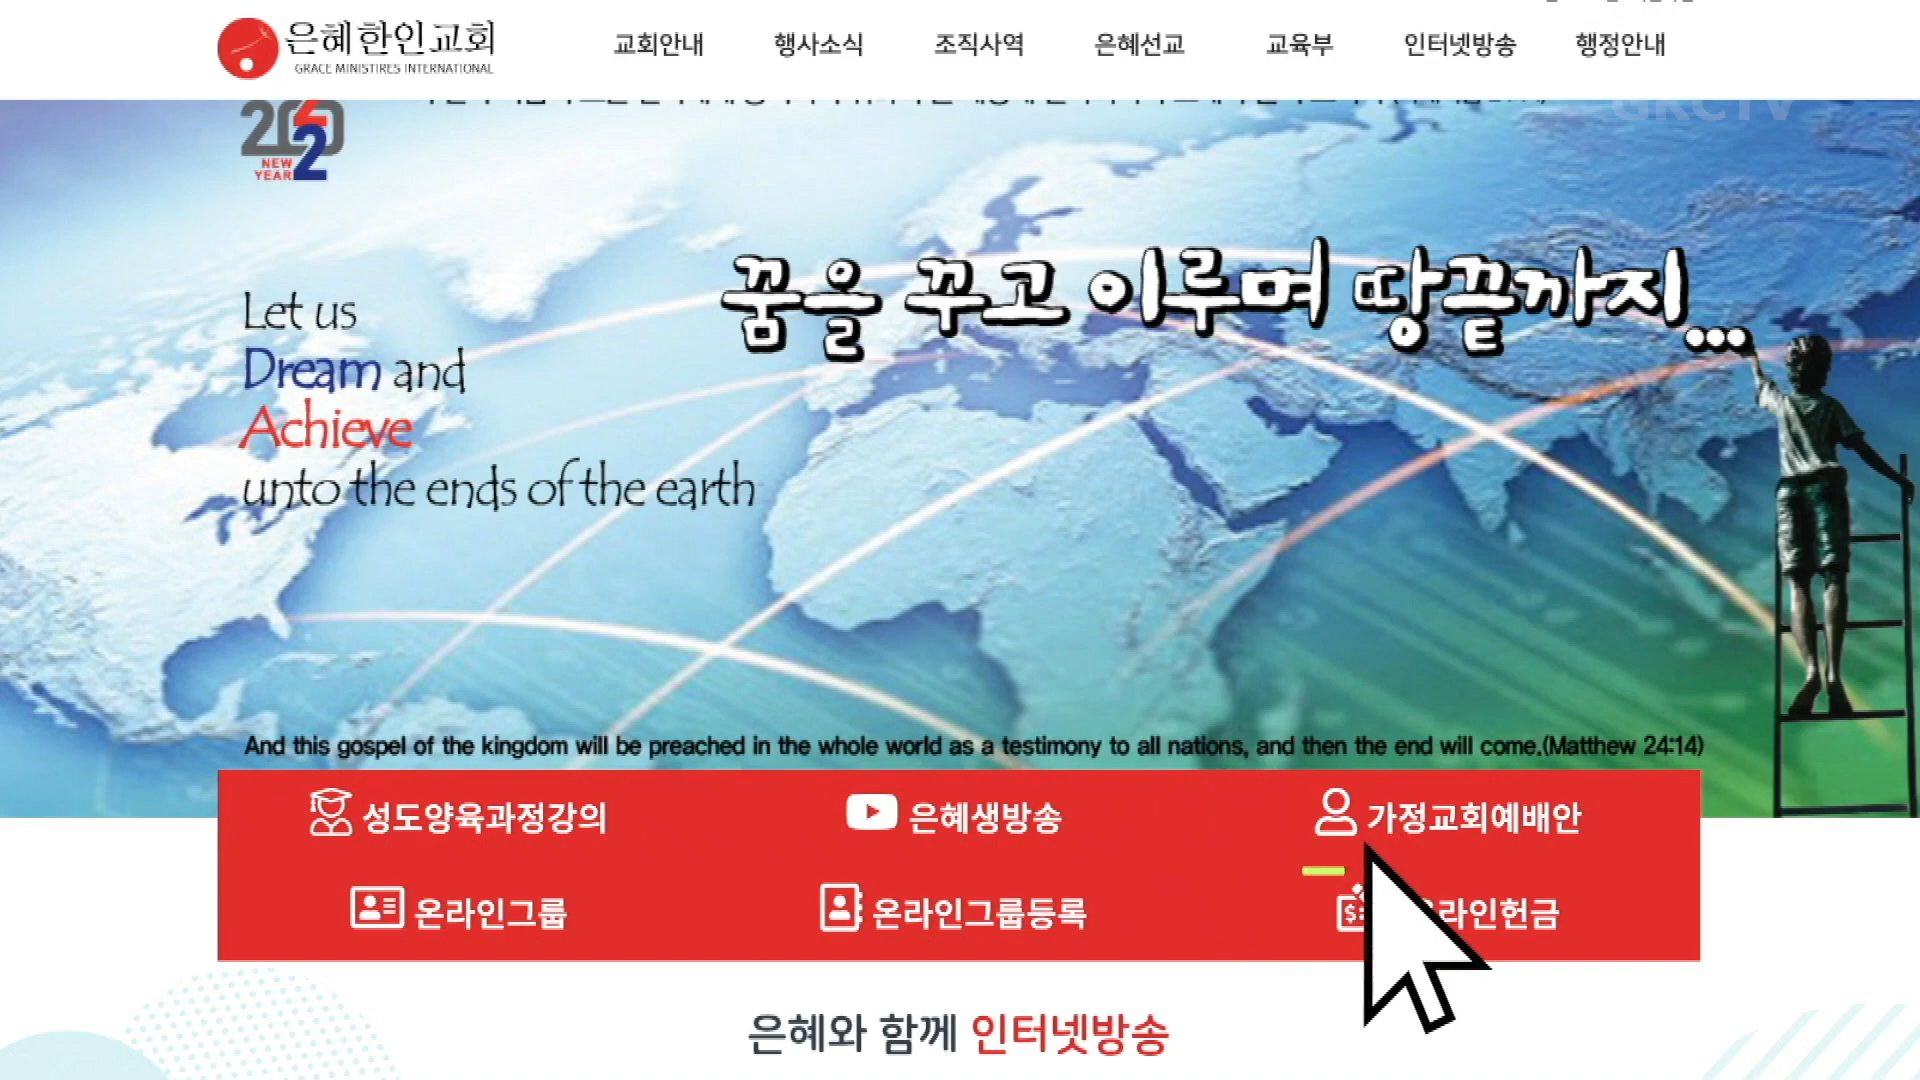 은혜한인교회
GRACE MINISTIRES INTERNATIONAL
교회안내 행사소식 조직사역 은혜선교 교육부 인터넷방송 행정안내
GKCTV
2022
NEW
YEAR
꿈을 꾸고 이루며 땅끝까지...
Let us
Dream and
Achieve
unto the ends of the earth
And this gospel of the kingdom will be preached in the whole world as a testimony to all nations, and then the end will come.(Matthew 24:14)
성도양육과정강의 은혜생방송 가정교회예배안
온라인그룹 온라인그룹등록 라인헌금
은혜와 함께 인터넷방송